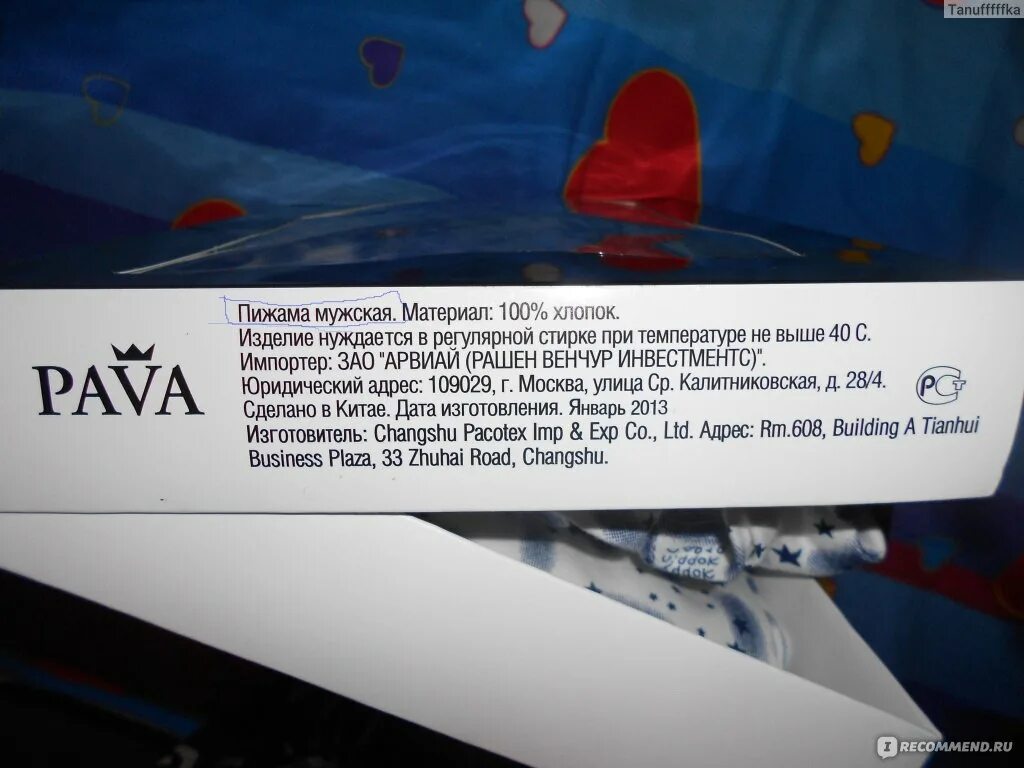 Tanufffffka
Пижама мужская. Материал: 100% хлопок.
Изделие нуждается в регулярной стирке при температуре не выше 40 С.
Импортер: ЗАО "АРВИАЙ (РАШЕН ВЕНЧУР ИНВЕСТМЕНТС)".
Юридический адрес: 109029, г. Москва, улица Ср. Калитниковская, д. 28/4.
Сделано в Китае. Дата изготовления. Январь 2013
Изготовитель: Changshu Pacotex Imp & Exp Co., Ltd. Адрес: Rm.608, Building A Tianhui
Business Plaza, 33 Zhuhai Road, Changshu.
PAVA
РСТ
I RECOMMEND.RU